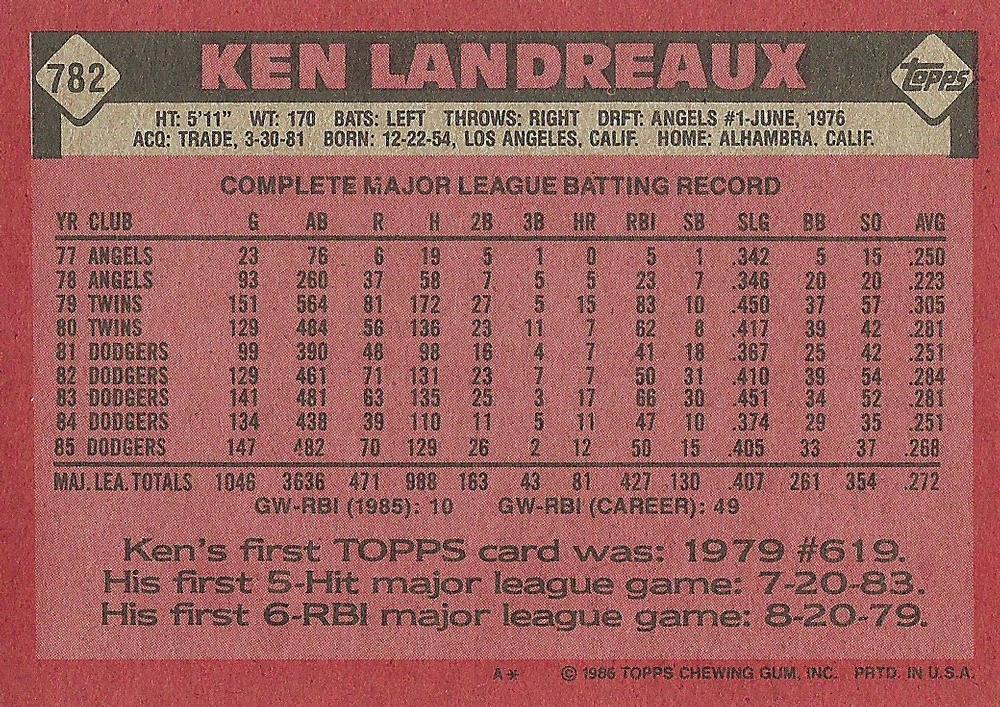 782 KEN LANDREAUX TOPPS
HT: 5'11" WT: 170 BATS: LEFT THROWS: RIGHT DRFT: ANGELS #1-JUNE, 1976
ACQ: TRADE, 3-30-81 BORN: 12-22-54, LOS ANGELES, CALIF. HOME: ALHAMBRA, CALIF.
COMPLETE MAJOR LEAGUE BATTING RECORD
YR CLUB G AB R H 2B 3B HR RBI SB SLG BB SO AVG
77 ANGELS 23 76 6 19 5 1 0 5 1 .342 5 15 .250
78 ANGELS 93 260 37 58 7 5 5 23 7 .346 20 20 .223
79 TWINS 151 564 81 172 27 5 15 83 10 .450 37 57 .305
80 TWINS 129 484 56 136 23 11 7 62 8 .417 39 42 .281
81 DODGERS 99 390 48 98 16 4 7 41 18 .367 25 42 .251
82 DODGERS 129 461 71 131 23 7 7 50 31 .410 39 54 .284
83 DODGERS 141 481 63 135 25 3 17 66 30 .451 34 52 .281
84 DODGERS 134 438 39 110 11 5 11 47 10 .374 29 35 .251
85 DODGERS 147 482 70 129 26 2 12 50 15 .405 33 37 .268
MAJ. LEA. TOTALS 1046 3636 471 988 163 43 81 427 130 .407 261 354 .272
GW-RBI (1985): 10 GW-RBI (CAREER): 49
Ken's first TOPPS card was: 1979 #619.
His first 5-Hit major league game: 7-20-83.
His first 6-RBI major league game: 8-20-79.
A* © 1986 TOPPS CHEWING GUM, INC. PRTD. IN U.S.A.